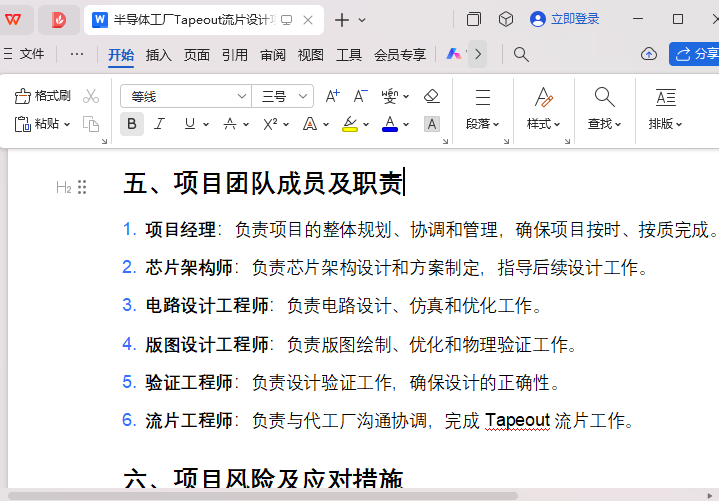 半导体工厂Tapeout流片设计
立即登录
文件 ··· 开始 插入 页面 引用 审阅 视图 工具 会员专享
分享
格式刷 等线 三号 A+ A- wén
粘贴 B I U A X² A A A 段落 样式 查找 排版
H2 五、项目团队成员及职责
1. 项目经理：负责项目的整体规划、协调和管理，确保项目按时、按质完成。
2. 芯片架构师：负责芯片架构设计和方案制定，指导后续设计工作。
3. 电路设计工程师：负责电路设计、仿真和优化工作。
4. 版图设计工程师：负责版图绘制、优化和物理验证工作。
5. 验证工程师：负责设计验证工作，确保设计的正确性。
6. 流片工程师：负责与代工厂沟通协调，完成 Tapeout 流片工作。
六、项目风险及应对措施